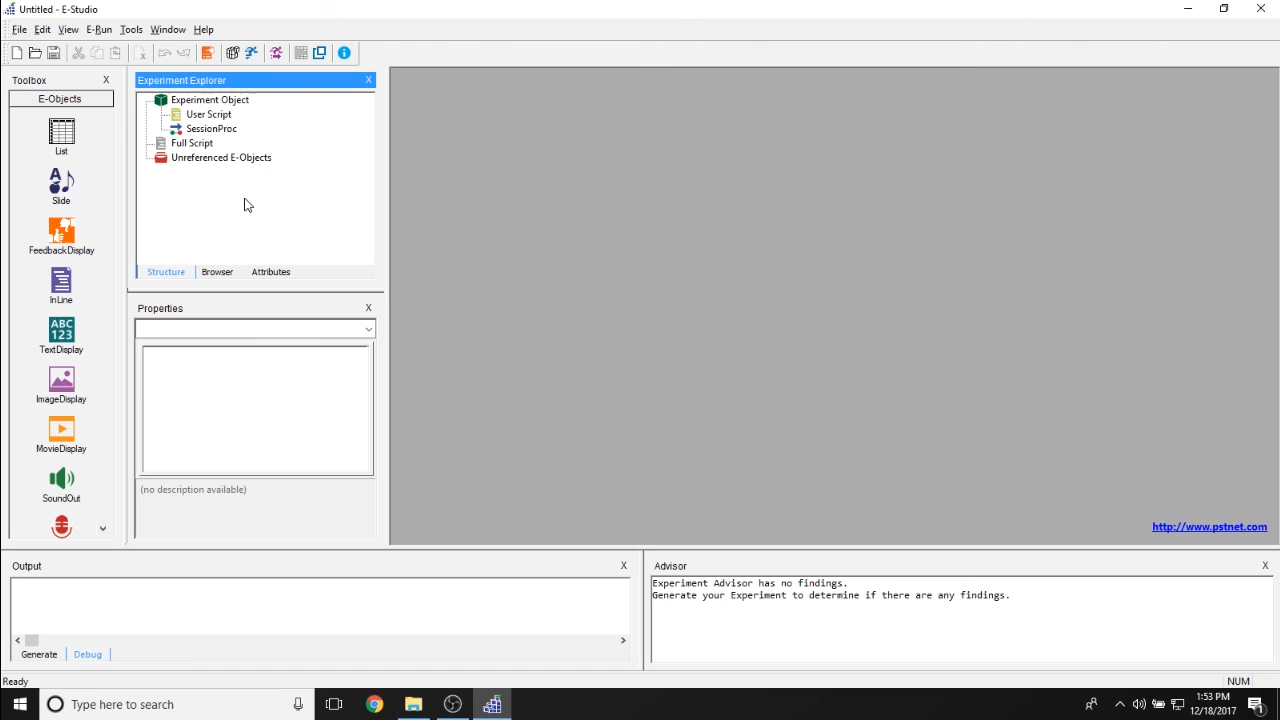 Untitled - E-Studio
File Edit View E-Run Tools Window Help
Toolbox X
E-Objects
List
Slide
FeedbackDisplay
InLine
ABC
123
TextDisplay
ImageDisplay
MovieDisplay
SoundOut
Experiment Explorer X
Experiment Object
User Script
SessionProc
Full Script
Unreferenced E-Objects
Structure Browser Attributes
Properties X
(no description available)
http://www.pstnet.com
Output X
Generate Debug
Advisor X
Experiment Advisor has no findings.
Generate your Experiment to determine if there are any findings.
Ready NUM
Type here to search
1:53 PM
12/18/2017
1